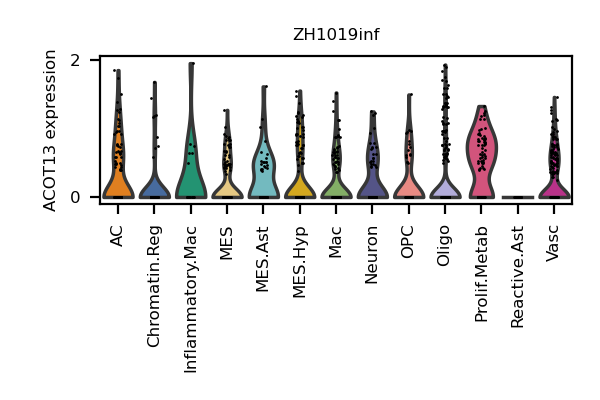 ZH1019inf
ACOT13 expression
2
0
AC
Chromatin.Reg
Inflammatory.Mac
MES
MES.Ast
MES.Hyp
Mac
Neuron
OPC
Oligo
Prolif.Metab
Reactive.Ast
Vasc